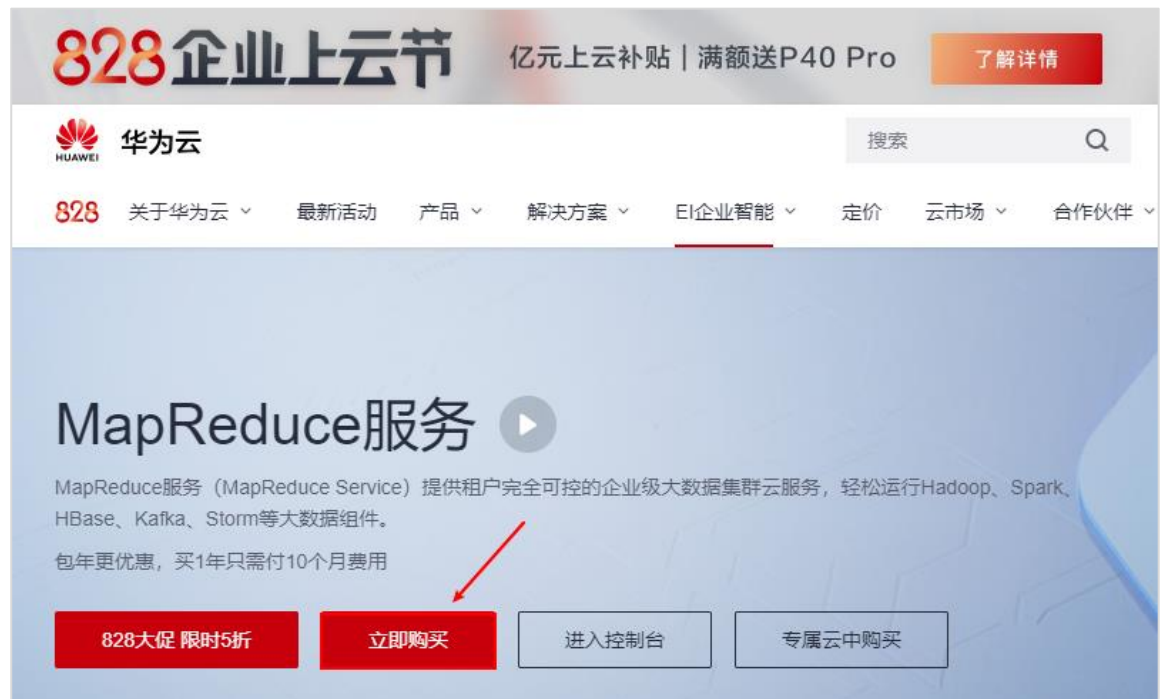 828企业上云节 亿元上云补贴 | 满额送P40 Pro 了解详情
HUAWEI 华为云 搜索
828 关于华为云 最新活动 产品 解决方案 EI企业智能 定价 云市场 合作伙伴
MapReduce服务
MapReduce服务（MapReduce Service）提供租户完全可控的企业级大数据集群云服务，轻松运行Hadoop、Spark、
HBase、Kafka、Storm等大数据组件。
包年更优惠，买1年只需付10个月费用
828大促 限时5折 立即购买 进入控制台 专属云中购买